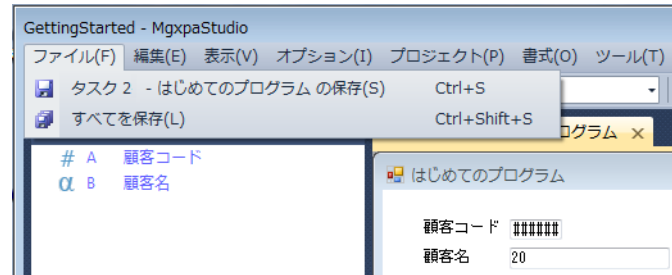 GettingStarted - MgxpaStudio
ファイル(F) 編集(E) 表示(V) オプション(I) プロジェクト(P) 書式(O) ツール(T)
タスク 2 - はじめてのプログラム の保存(S) Ctrl+S
すべてを保存(L) Ctrl+Shift+S
ログラム ×
# A 顧客コード
α B 顧客名
はじめてのプログラム
顧客コード ######
顧客名 20